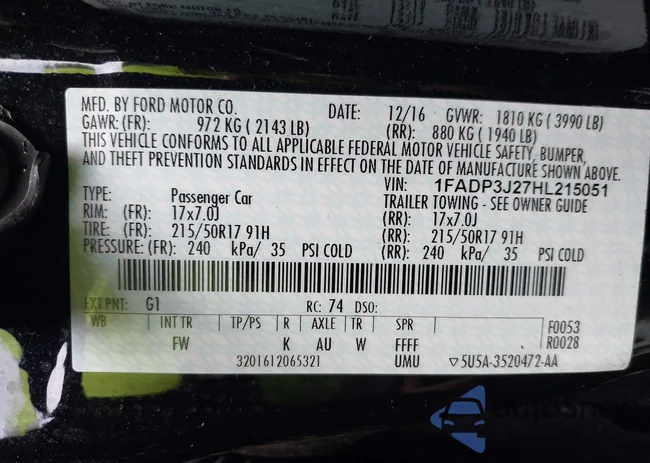 MFD. BY FORD MOTOR CO. DATE: 12/16 GVWR: 1810 KG ( 3990 LB)
GAWR: (FR): 972 KG ( 2143 LB) (RR): 880 KG ( 1940 LB)
THIS VEHICLE CONFORMS TO ALL APPLICABLE FEDERAL MOTOR VEHICLE SAFETY, BUMPER,
AND THEFT PREVENTION STANDARDS IN EFFECT ON THE DATE OF MANUFACTURE SHOWN ABOVE.
VIN: 1FADP3J27HL215051
TYPE: Passenger Car TRAILER TOWING - SEE OWNER GUIDE
RIM: (FR): 17x7.0J (RR): 17x7.0J
TIRE: (FR): 215/50R17 91H (RR): 215/50R17 91H
PRESSURE: (FR): 240 kPa/ 35 PSI COLD (RR): 240 kPa/ 35 PSI COLD
EXT PNT: G1 RC: 74 DSO:
WB INT TR TP/PS R AXLE TR SPR F0053
FW K AU W FFFF R0028
3201612065321 UMU ▽5U5A-3520472-AA